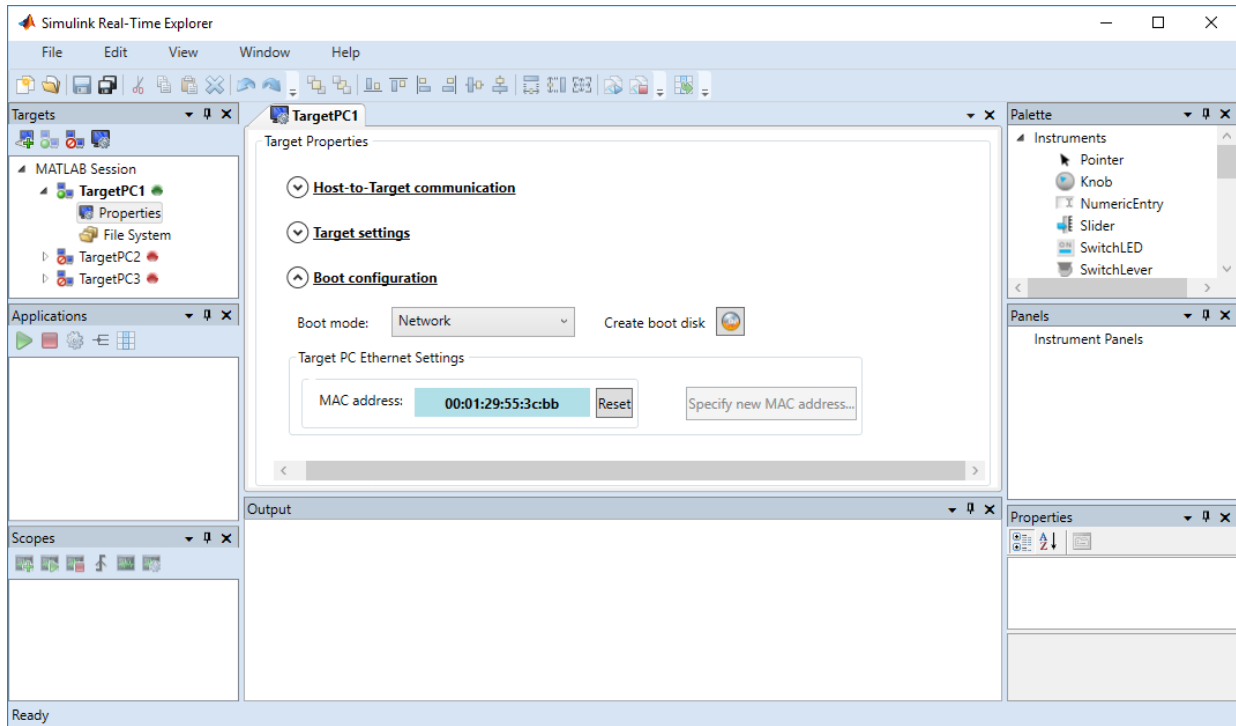 Simulink Real-Time Explorer
File Edit View Window Help
Targets
MATLAB Session
TargetPC1
Properties
File System
TargetPC2
TargetPC3
Applications
Scopes
TargetPC1
Target Properties
Host-to-Target communication
Target settings
Boot configuration
Boot mode: Network Create boot disk
Target PC Ethernet Settings
MAC address: 00:01:29:55:3c:bb Reset Specify new MAC address...
Output
Palette
Instruments
Pointer
Knob
NumericEntry
Slider
SwitchLED
SwitchLever
Panels
Instrument Panels
Properties
Ready